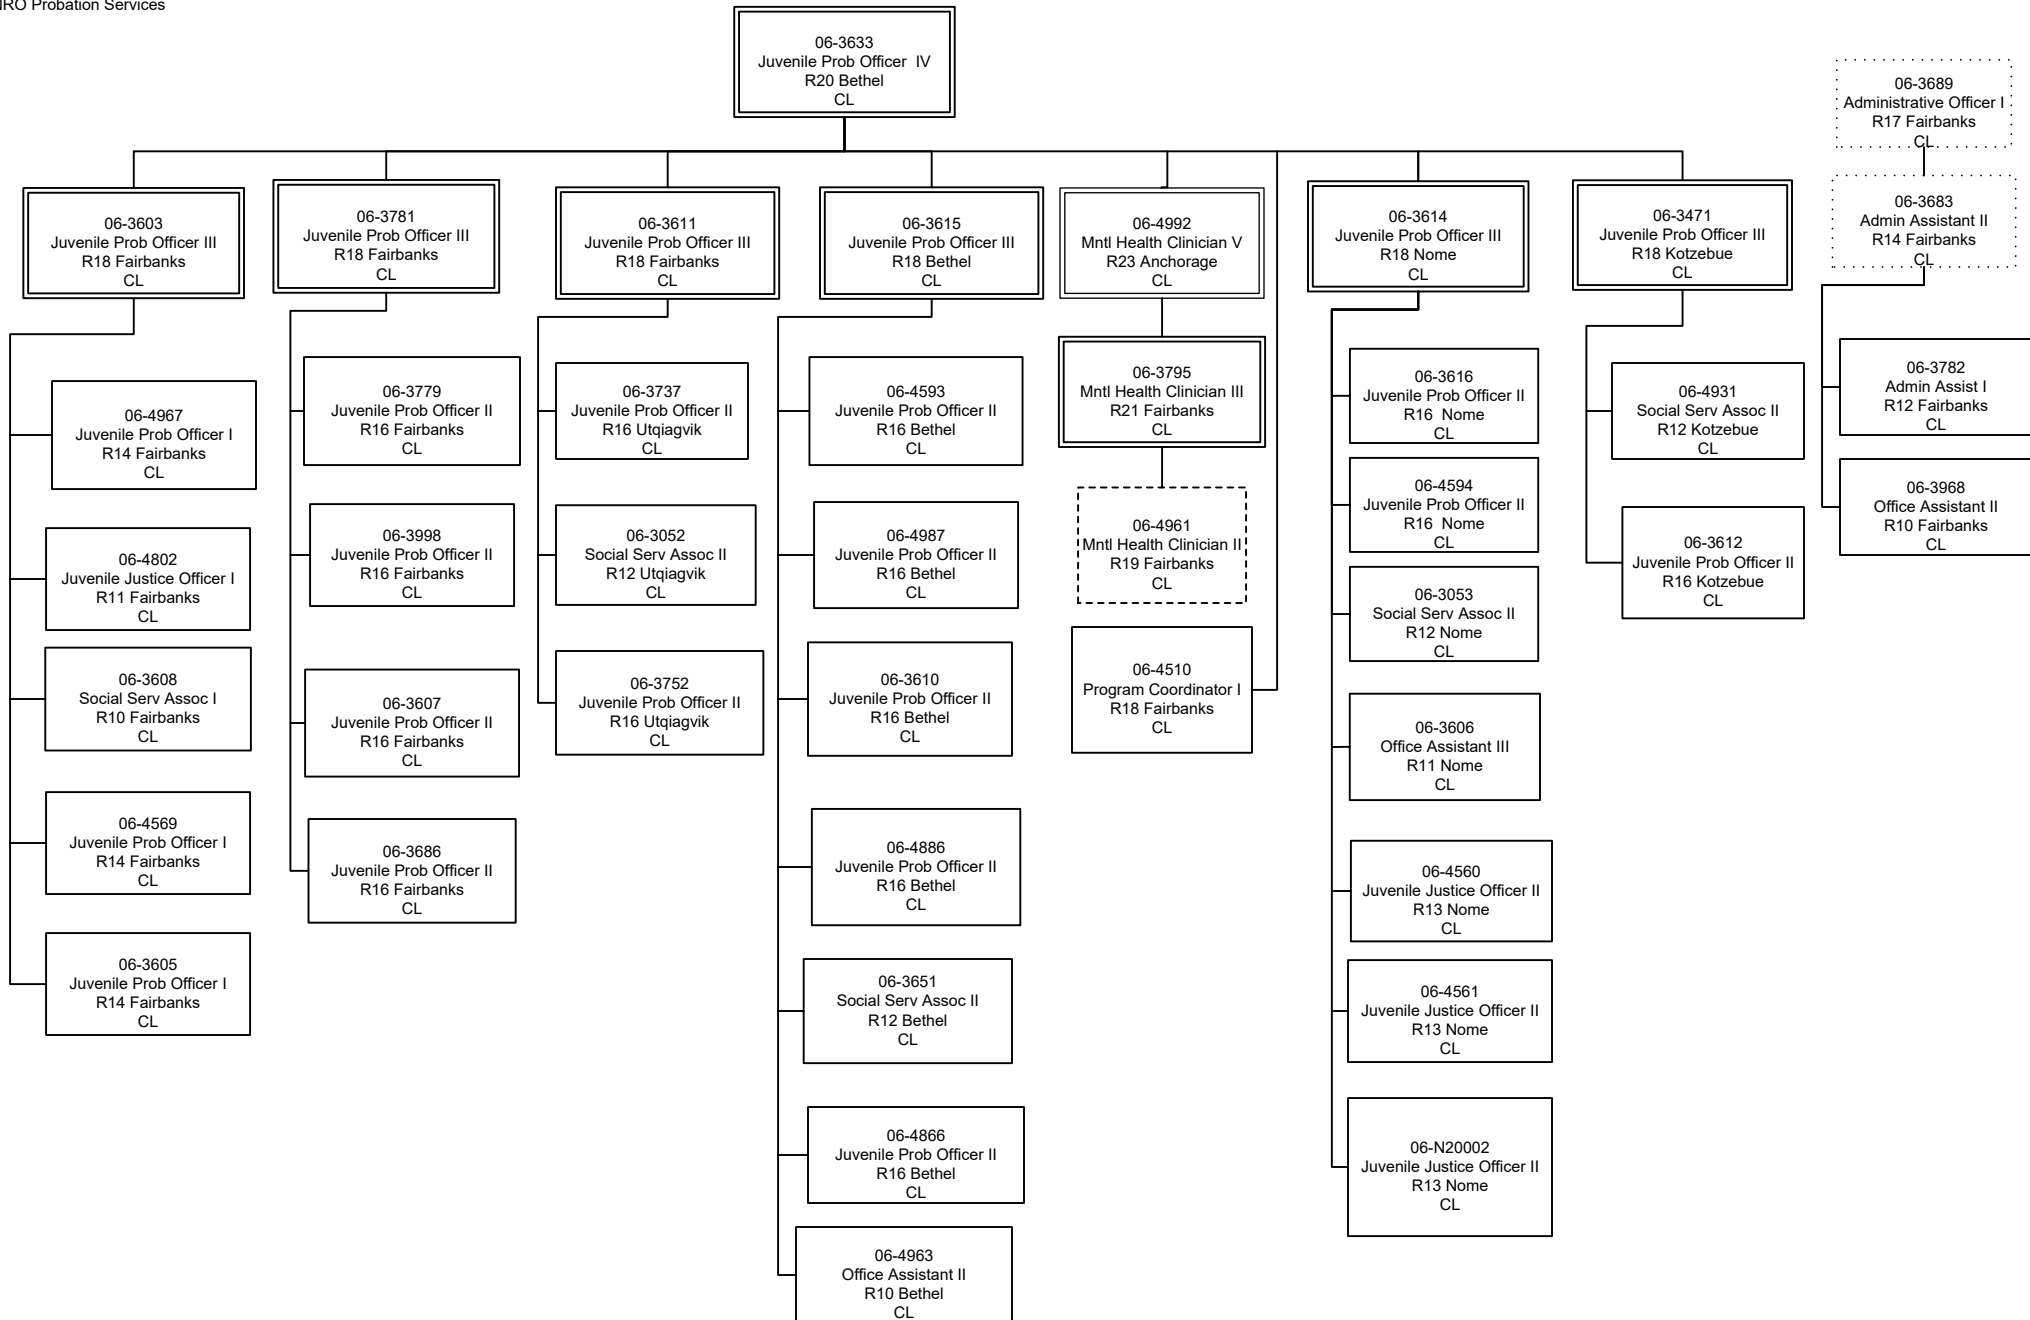 NRO Probation Services
06-3633
Juvenile Prob Officer  IV
R20 Bethel
CL
06-3689
Administrative Officer I
R17 Fairbanks
CL
06-3603
Juvenile Prob Officer III
R18 Fairbanks
CL
06-3781
Juvenile Prob Officer III
R18 Fairbanks
CL
06-3611
Juvenile Prob Officer III
R18 Fairbanks
CL
06-3615
Juvenile Prob Officer III
R18 Bethel
CL
06-4992
Mntl Health Clinician V
R23 Anchorage
CL
06-3614
Juvenile Prob Officer III
R18 Nome
CL
06-3471
Juvenile Prob Officer III
R18 Kotzebue
CL
06-3683
Admin Assistant II
R14 Fairbanks
CL
06-4967
Juvenile Prob Officer I
R14 Fairbanks
CL
06-4802
Juvenile Justice Officer I
R11 Fairbanks
CL
06-3608
Social Serv Assoc I
R10 Fairbanks
CL
06-4569
Juvenile Prob Officer I
R14 Fairbanks
CL
06-3605
Juvenile Prob Officer I
R14 Fairbanks
CL
06-3779
Juvenile Prob Officer II
R16 Fairbanks
CL
06-3998
Juvenile Prob Officer II
R16 Fairbanks
CL
06-3607
Juvenile Prob Officer II
R16 Fairbanks
CL
06-3686
Juvenile Prob Officer II
R16 Fairbanks
CL
06-3737
Juvenile Prob Officer II
R16 Utqiagvik
CL
06-3052
Social Serv Assoc II
R12 Utqiagvik
CL
06-3752
Juvenile Prob Officer II
R16 Utqiagvik
CL
06-4593
Juvenile Prob Officer II
R16 Bethel
CL
06-4987
Juvenile Prob Officer II
R16 Bethel
CL
06-3610
Juvenile Prob Officer II
R16 Bethel
CL
06-4886
Juvenile Prob Officer II
R16 Bethel
CL
06-3651
Social Serv Assoc II
R12 Bethel
CL
06-4866
Juvenile Prob Officer II
R16 Bethel
CL
06-4963
Office Assistant II
R10 Bethel
CL
06-3795
Mntl Health Clinician III
R21 Fairbanks
CL
06-4961
Mntl Health Clinician II
R19 Fairbanks
CL
06-4510
Program Coordinator I
R18 Fairbanks
CL
06-3616
Juvenile Prob Officer II
R16  Nome
CL
06-4594
Juvenile Prob Officer II
R16  Nome
CL
06-3053
Social Serv Assoc II
R12 Nome
CL
06-3606
Office Assistant III
R11 Nome
CL
06-4560
Juvenile Justice Officer II
R13 Nome
CL
06-4561
Juvenile Justice Officer II
R13 Nome
CL
06-N20002
Juvenile Justice Officer II
R13 Nome
CL
06-4931
Social Serv Assoc II
R12 Kotzebue
CL
06-3612
Juvenile Prob Officer II
R16 Kotzebue
CL
06-3782
Admin Assist I
R12 Fairbanks
CL
06-3968
Office Assistant II
R10 Fairbanks
CL